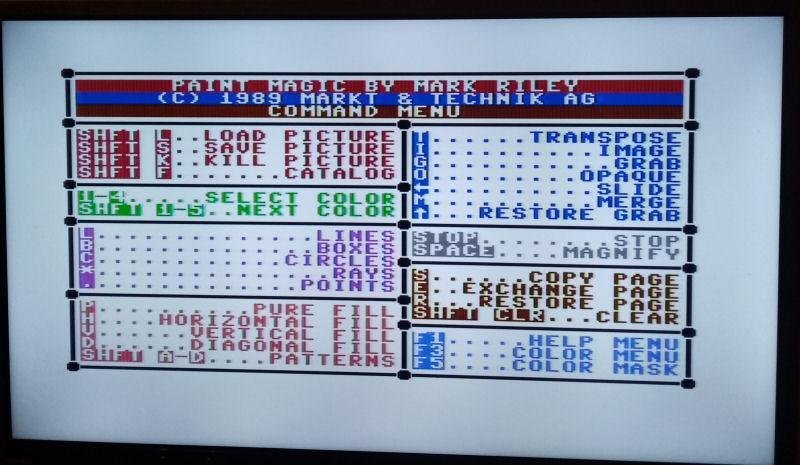 PAINT MAGIC BY MARK RILEY
(C) 1989 MARKT & TECHNIK AG
COMMAND MENU
SHFT L..LOAD PICTURE
SHFT S..SAVE PICTURE
SHFT K..KILL PICTURE
SHFT F.......CATALOG
1-4.....SELECT COLOR
SHFT 1-5..NEXT COLOR
L..............LINES
B..............BOXES
C............CIRCLES
*...............RAYS
..............POINTS
P..........PURE FILL
H....HORIZONTAL FILL
V......VERTICAL FILL
D......DIAGONAL FILL
SHFT A-D....PATTERNS
T.......TRANSPOSE
I...........IMAGE
G............GRAB
O..........OPAQUE
←...........SLIDE
M...........MERGE
↑....RESTORE GRAB
STOP.........STOP
SPACE.....MAGNIFY
S.......COPY PAGE
E...EXCHANGE PAGE
R....RESTORE PAGE
SHFT CLR....CLEAR
F1......HELP MENU
F3.....COLOR MENU
F5.....COLOR MASK